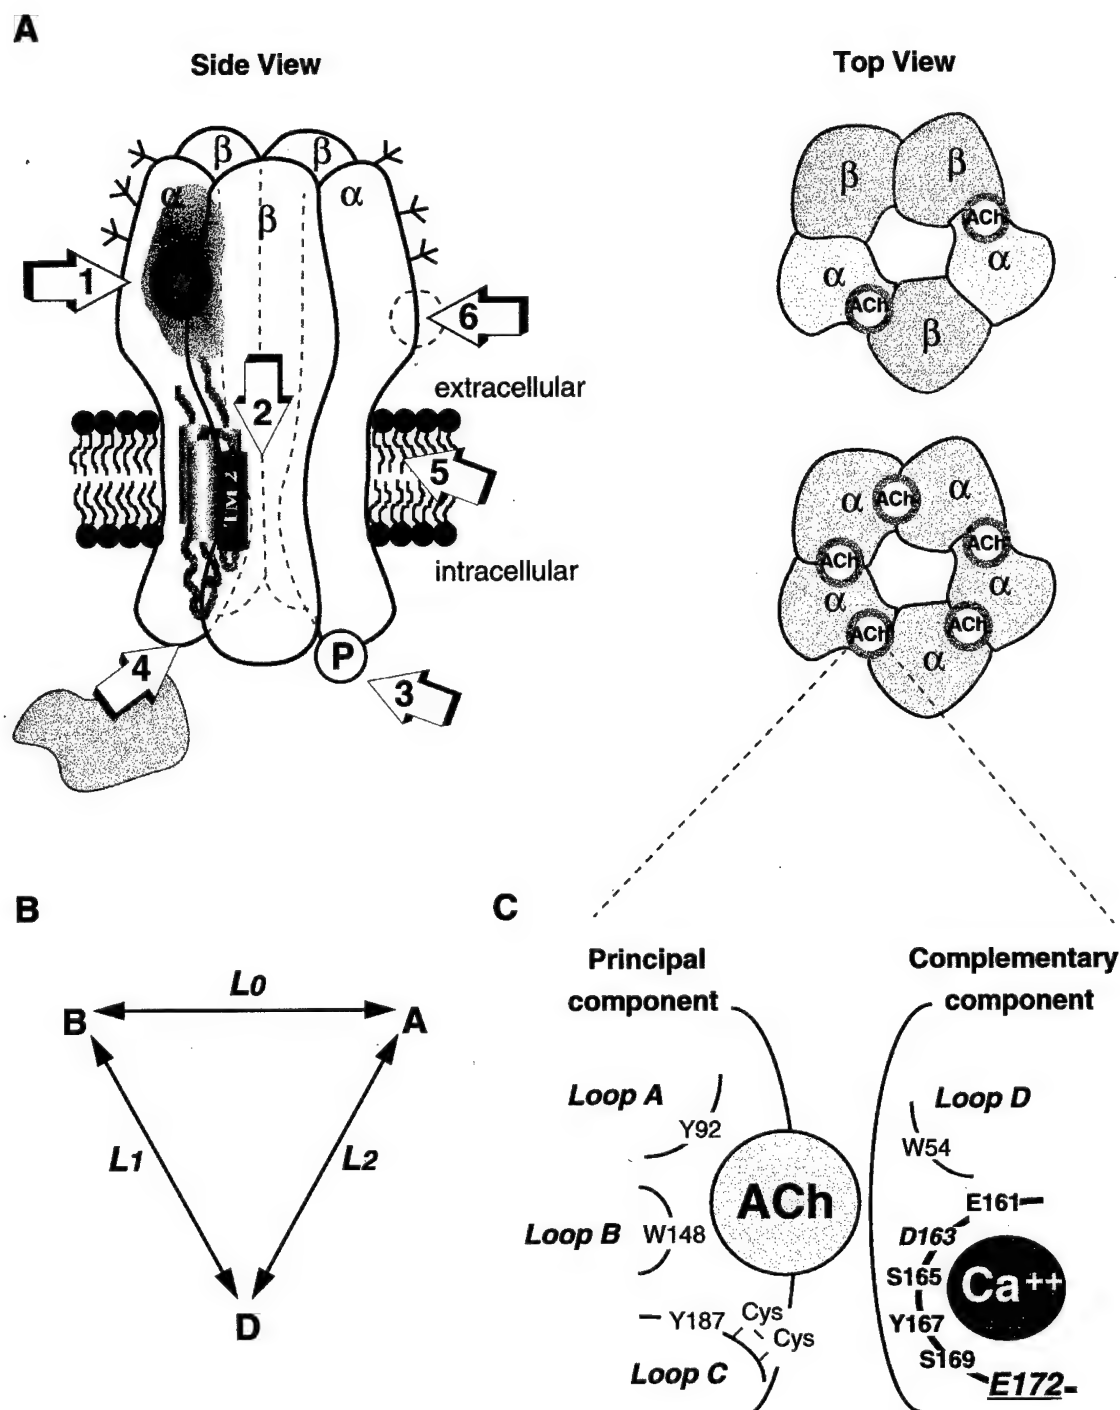 A
Side View
Top View
β
β
α
α
β
1
2
6
extracellular
5
TM 2
intracellular
P
4
3
β
β
ACh
α
α
ACh
β
α
ACh
α
ACh
ACh
α
α
ACh
ACh
α
B
L0
B
A
L1
L2
D
C
Principal component
Complementary component
Loop A
Y92
Loop D
W54
ACh
E161
Loop B
W148
D163
S165
Ca++
Y167
S169
E172
Y187
Cys
Cys
Loop C